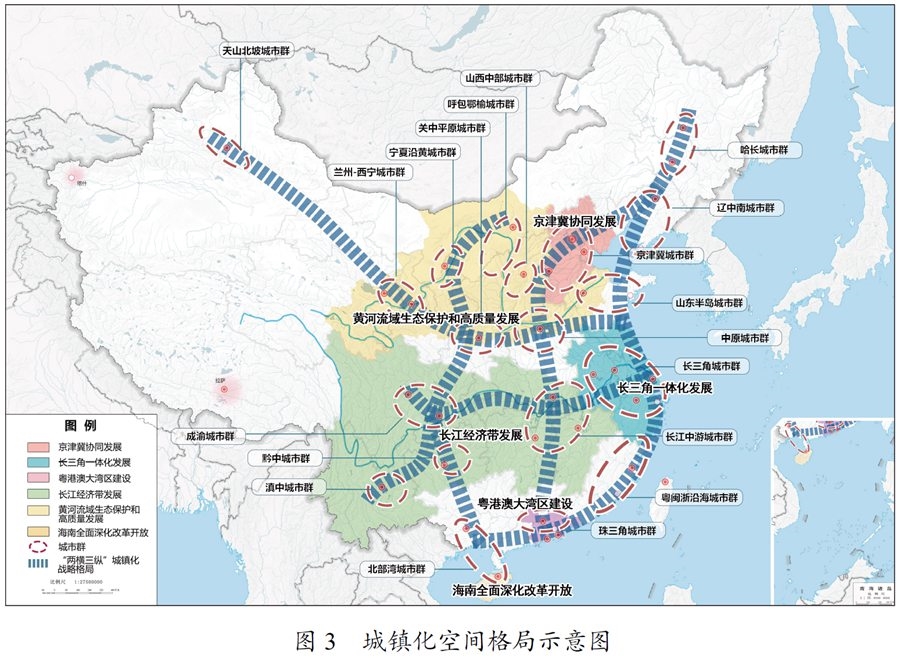 天山北坡城市群
山西中部城市群
呼包鄂榆城市群
关中平原城市群
宁夏沿黄城市群
兰州-西宁城市群
哈长城市群
辽中南城市群
京津冀协同发展
京津冀城市群
喀什
山东半岛城市群
黄河流域生态保护和高质量发展
中原城市群
长三角城市群
拉萨
长三角一体化发展
成渝城市群
长江经济带发展
长江中游城市群
黔中城市群
滇中城市群
粤闽浙沿海城市群
粤港澳大湾区建设
珠三角城市群
北部湾城市群
海南全面深化改革开放
图 例
京津冀协同发展
长三角一体化发展
粤港澳大湾区建设
长江经济带发展
黄河流域生态保护和
高质量发展
海南全面深化改革开放
城市群
“两横三纵”城镇化
战略格局
比例尺 1:27500000
南海诸岛
图 3 城镇化空间格局示意图